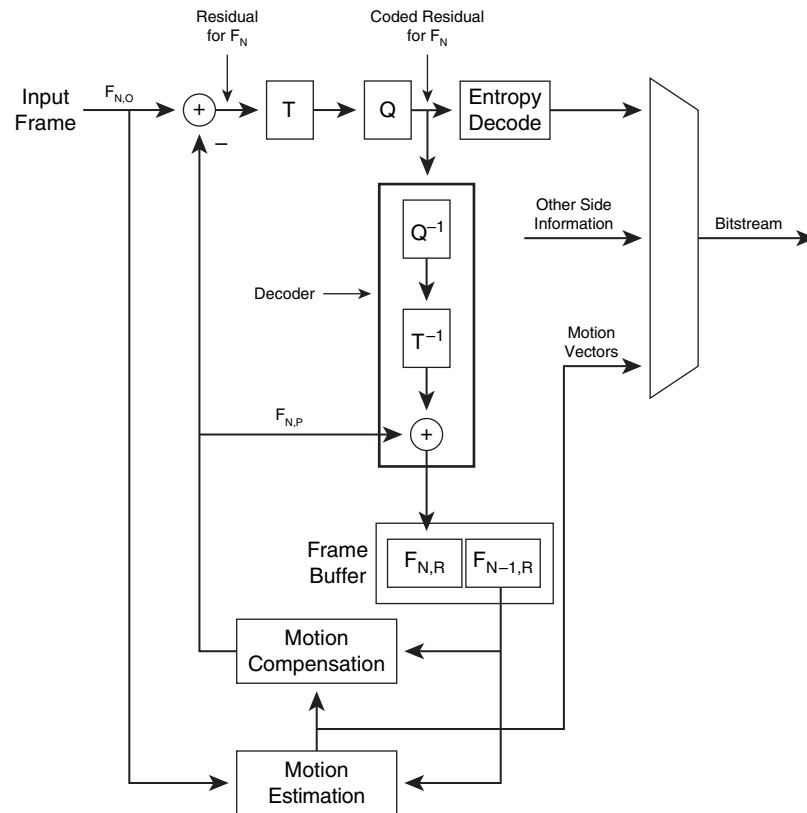 Residual
for F_N
Coded Residual
for F_N
Input
Frame
F_N,O
+
−
T
Q
Entropy
Decode
Q⁻¹
Other Side
Information
Bitstream
Decoder
T⁻¹
Motion
Vectors
F_N,P
+
Frame
Buffer
F_N,R
F_N−1,R
Motion
Compensation
Motion
Estimation